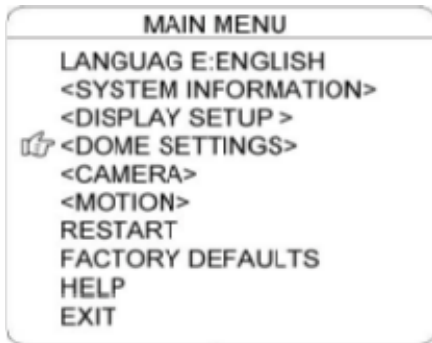 MAIN MENU
LANGUAG E:ENGLISH
<SYSTEM INFORMATION>
<DISPLAY SETUP >
<DOME SETTINGS>
<CAMERA>
<MOTION>
RESTART
FACTORY DEFAULTS
HELP
EXIT